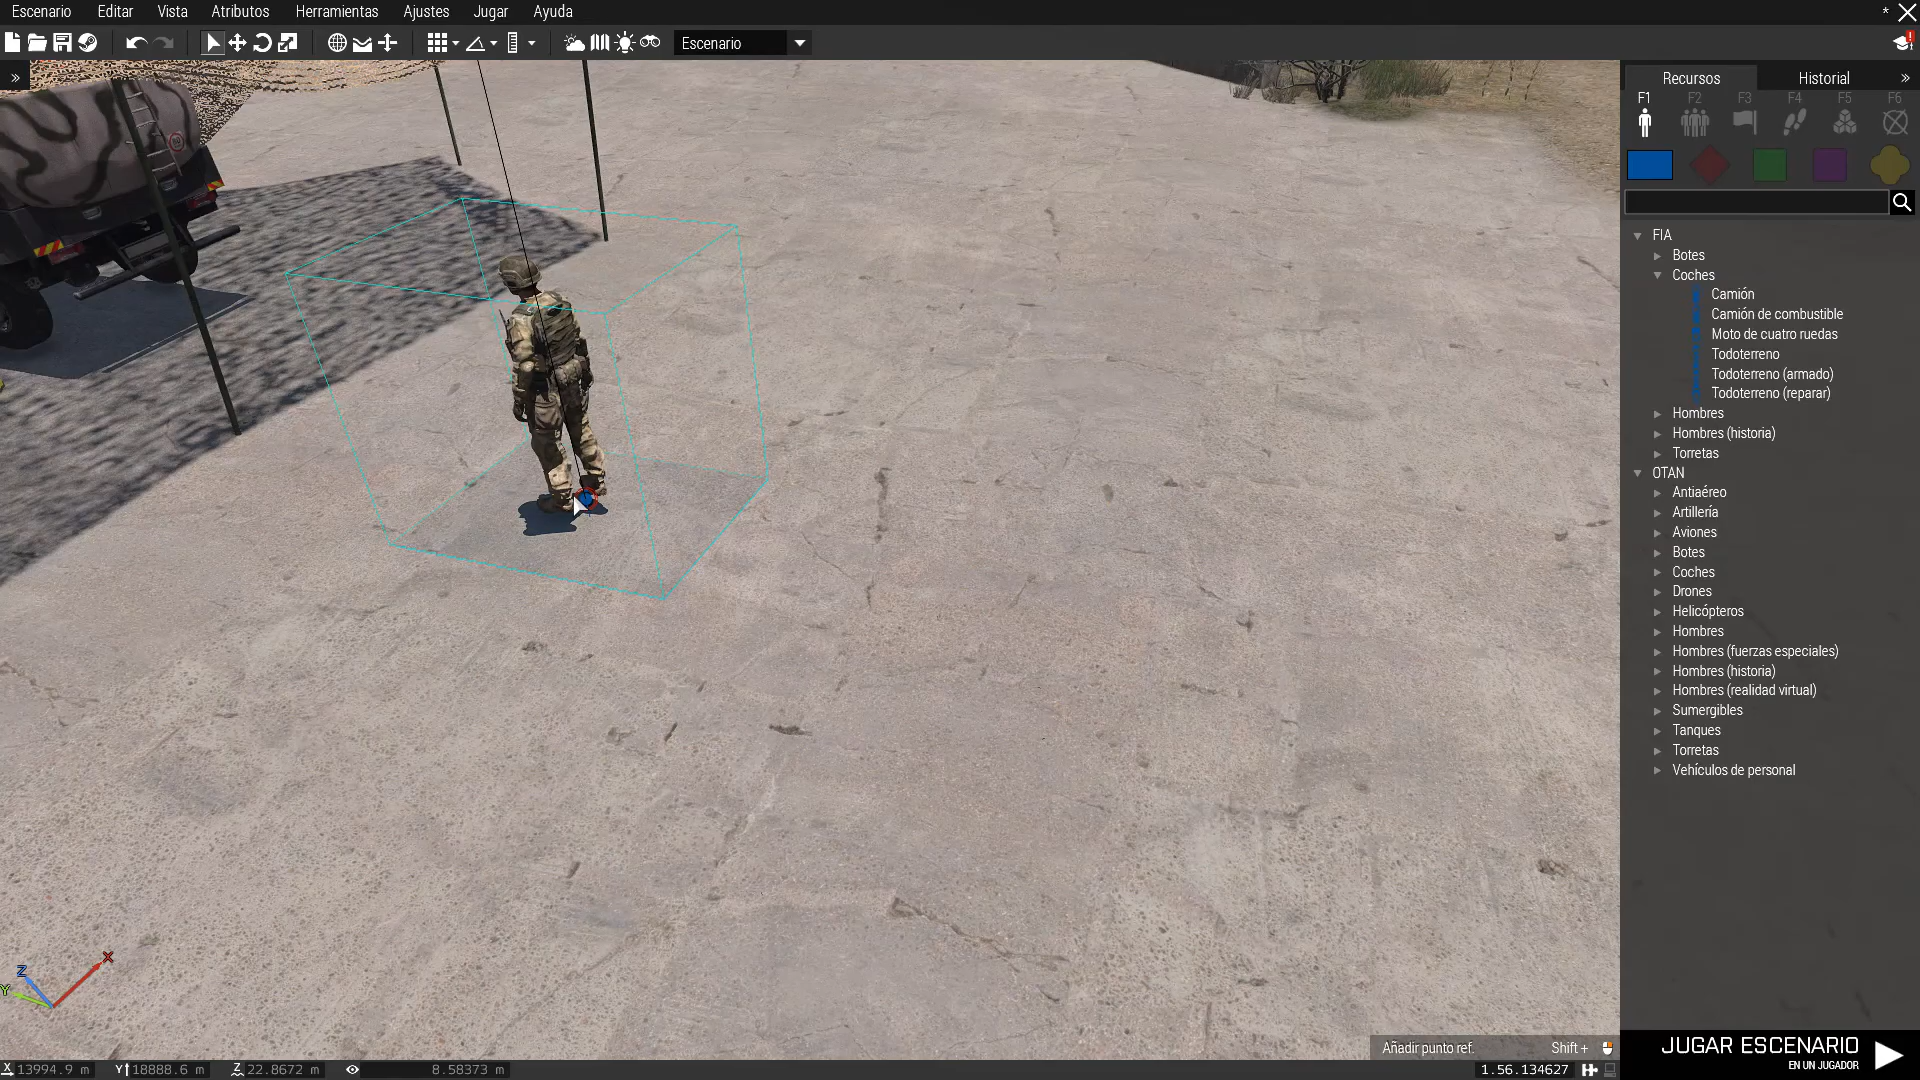 Escenario Editar Vista Atributos Herramientas Ajustes Jugar Ayuda *
Escenario
Recursos Historial
F1 F2 F3 F4 F5 F6
FIA
Botes
Coches
Camión
Camión de combustible
Moto de cuatro ruedas
Todoterreno
Todoterreno (armado)
Todoterreno (reparar)
Hombres
Hombres (historia)
Torretas
OTAN
Antiaéreo
Artillería
Aviones
Botes
Coches
Drones
Helicópteros
Hombres
Hombres (fuerzas especiales)
Hombres (historia)
Hombres (realidad virtual)
Sumergibles
Tanques
Torretas
Vehículos de personal
X
Z
Y
Añadir punto ref. Shift +
JUGAR ESCENARIO
EN UN JUGADOR
X 13994.9 m Y 18888.6 m Z 22.8672 m 8.58373 m 1.56.134627